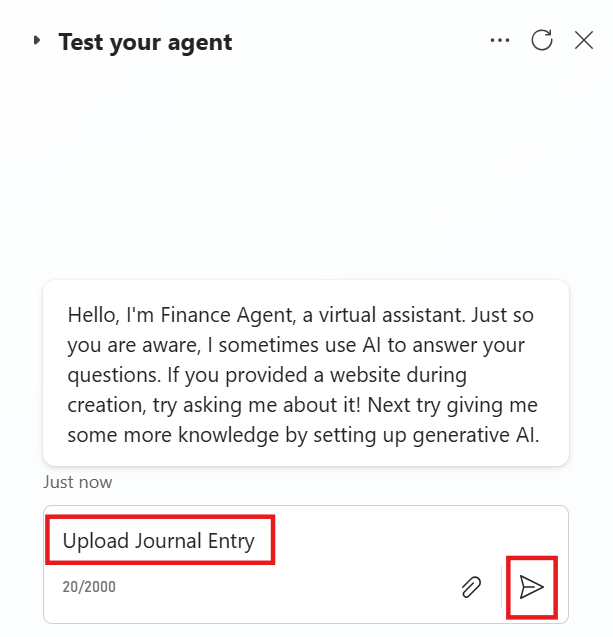 Test your agent
Hello, I'm Finance Agent, a virtual assistant. Just so
you are aware, I sometimes use AI to answer your
questions. If you provided a website during
creation, try asking me about it! Next try giving me
some more knowledge by setting up generative AI.
Just now
Upload Journal Entry
20/2000